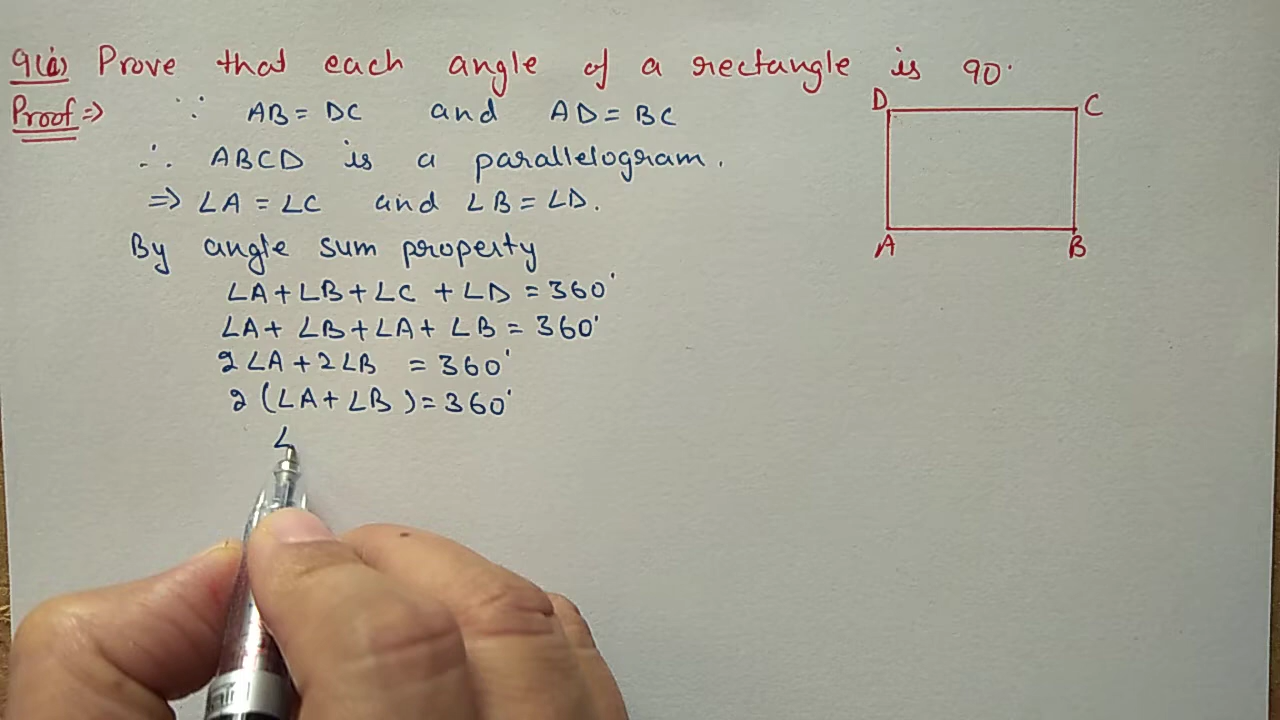 9(i) Prove that each angle of a rectangle is 90°
Proof ⇒ ∵ AB = DC and AD = BC
∴ ABCD is a parallelogram.
⇒ ∠A = ∠C and ∠B = ∠D.
By angle sum property
∠A + ∠B + ∠C + ∠D = 360°
∠A + ∠B + ∠A + ∠B = 360°
2∠A + 2∠B = 360°
2 (∠A + ∠B) = 360°
∠
D C
A B